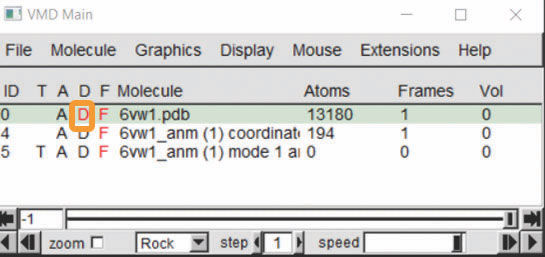 VMD Main
File Molecule Graphics Display Mouse Extensions Help
ID T A D F Molecule Atoms Frames Vol
0 A D F 6vw1.pdb 13180 1 0
4 A D F 6vw1_anm (1) coordinat 194 1 0
5 T A D F 6vw1_anm (1) mode 1 a 0 0 0
-1
zoom Rock step 1 speed